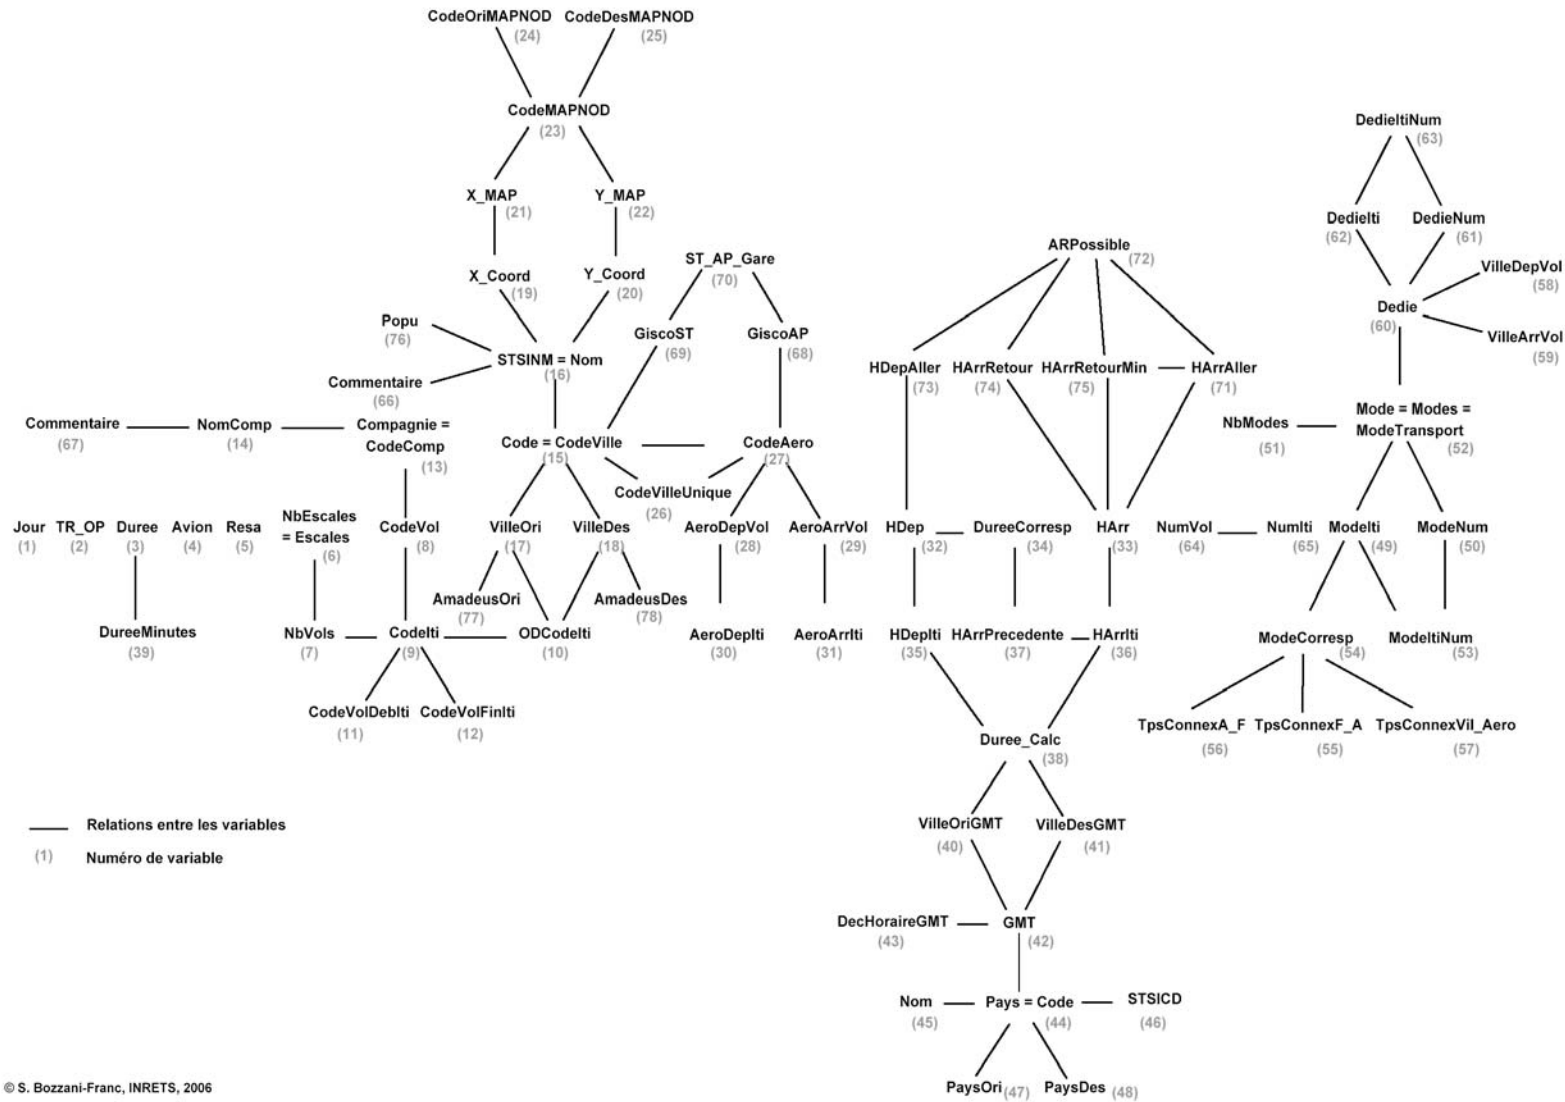 CodeOriMAPNOD CodeDesMAPNOD
(24) (25)
CodeMAPNOD
(23)
DedieItiNum
(63)
X_MAP Y_MAP
(21) (22)
DedieIti DedieNum
(62) (61)
ARPossible
(72)
ST_AP_Gare
(70)
VilleDepVol
(58)
X_Coord Y_Coord
(19) (20)
Dedie
(60)
Popu
(76)
GiscoST GiscoAP
(69) (68)
VilleArrVol
(59)
STSINM = Nom
(16)
HDepAller HArrRetour HArrRetourMin HArrAller
(73) (74) (75) (71)
Commentaire
(66)
Mode = Modes =
ModeTransport
(52)
NbModes
(51)
Commentaire NomComp Compagnie =
CodeComp
(67) (14) (13)
Code = CodeVille CodeAero
(15) (27)
CodeVilleUnique
(26)
Jour TR_OP Duree Avion Resa NbEscales
= Escales CodeVol VilleOri VilleDes AeroDepVol AeroArrVol HDep DureeCorresp HArr NumVol NumIti ModeIti ModeNum
(1) (2) (3) (4) (5) (6) (8) (17) (18) (28) (29) (32) (34) (33) (64) (65) (49) (50)
AmadeusOri AmadeusDes
(77) (78)
DureeMinutes NbVols CodeIti ODCodeIti AeroDepIti AeroArrIti HDepIti HArrPrecedente HArrIti ModeCorresp ModeItiNum
(39) (7) (9) (10) (30) (31) (35) (37) (36) (54) (53)
CodeVolDebIti CodeVolFinIti
(11) (12)
TpsConnexA_F TpsConnexF_A TpsConnexVil_Aero
(56) (55) (57)
Duree_Calc
(38)
VilleOriGMT VilleDesGMT
(40) (41)
Relations entre les variables
(1) Numéro de variable
DecHoraireGMT GMT
(43) (42)
Nom Pays = Code STSICD
(45) (44) (46)
PaysOri (47) PaysDes (48)
© S. Bozzani-Franc, INRETS, 2006